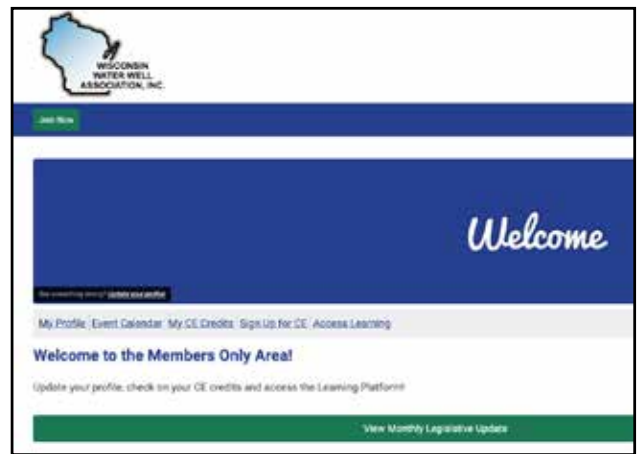 WISCONSIN
WATER WELL
ASSOCIATION, INC.
Join Now
Welcome
update your profile
My Profile Event Calendar My CE Credits Sign Up for CE Access Learning
Welcome to the Members Only Area!
Update your profile, check on your CE credits and access the Learning Platform!
View Monthly Legislative Update